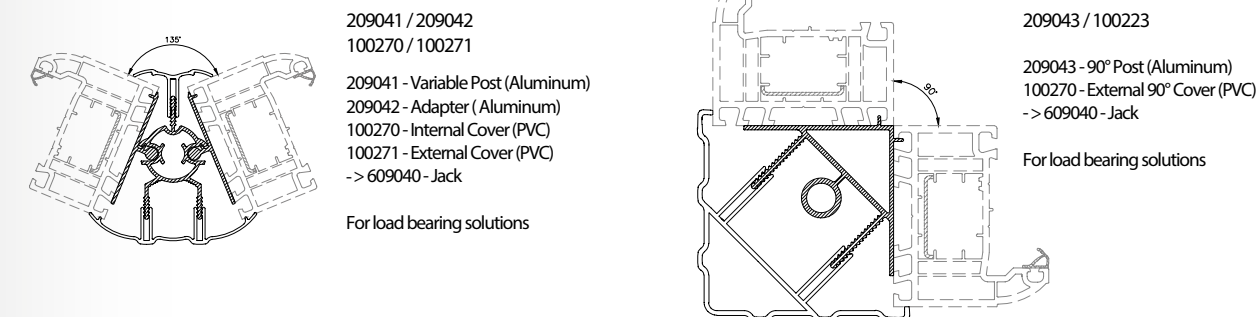 135°
209041 / 209042
100270 / 100271
209041 - Variable Post (Aluminum)
209042 - Adapter ( Aluminum)
100270 - Internal Cover (PVC)
100271 - External Cover (PVC)
-> 609040 - Jack
For load bearing solutions
90°
209043 / 100223
209043 - 90° Post (Aluminum)
100270 - External 90° Cover (PVC)
-> 609040 - Jack
For load bearing solutions